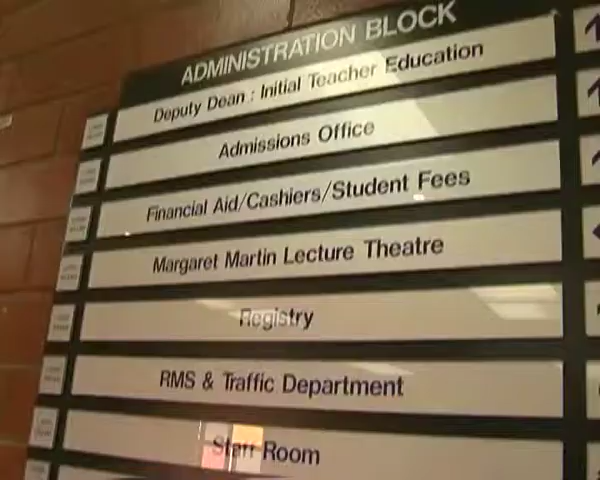 ADMINISTRATION BLOCK
Deputy Dean : Initial Teacher Education
Admissions Office
Financial Aid/Cashiers/Student Fees
Margaret Martin Lecture Theatre
Registry
RMS & Traffic Department
Staff Room